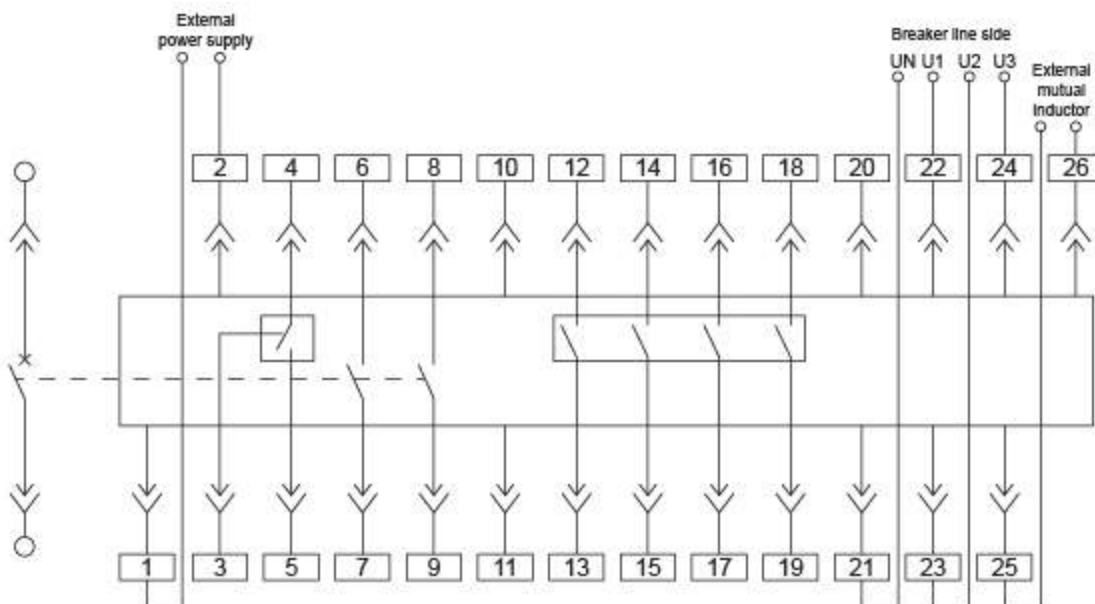 External
power supply
Breaker line side
UN U1 U2 U3
External
mutual
inductor
2 4 6 8 10 12 14 16 18 20 22 24 26
1 3 5 7 9 11 13 15 17 19 21 23 25